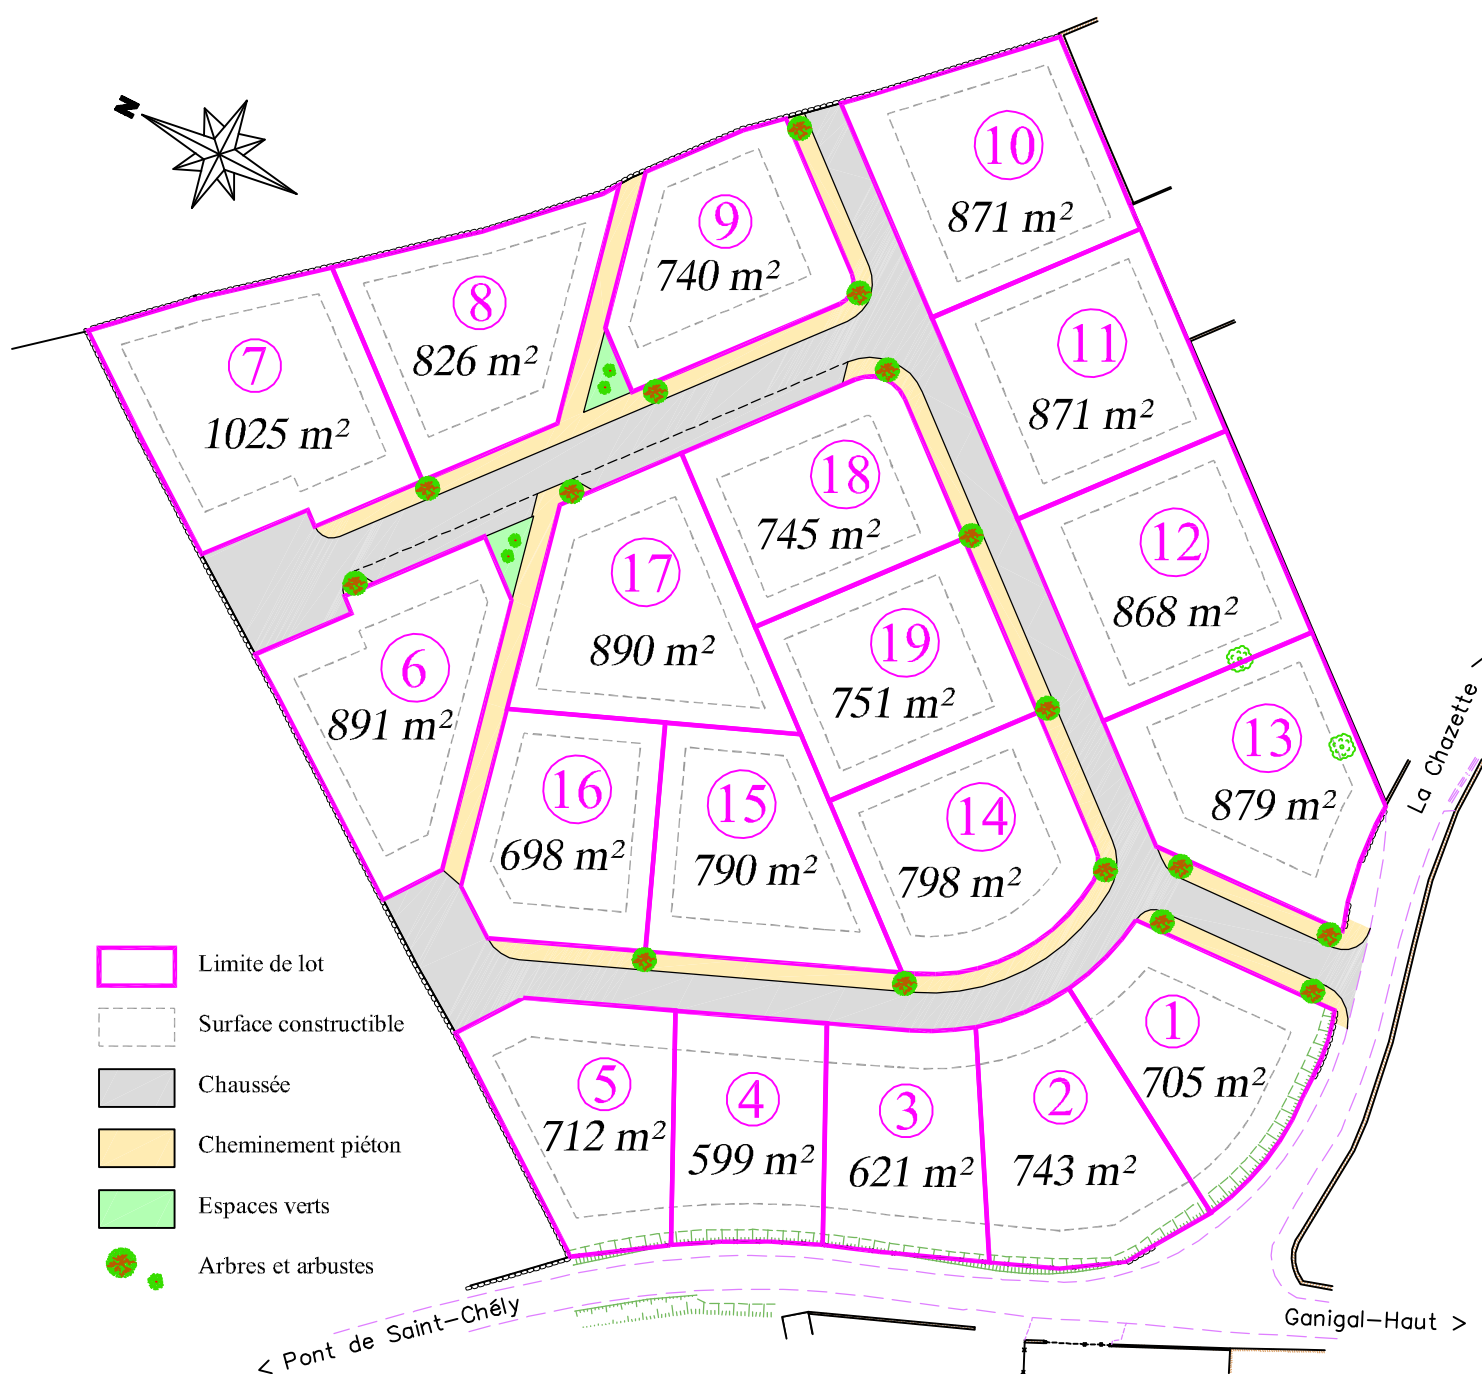 N
10
871 m²
9
740 m²
8
826 m²
7
1025 m²
11
871 m²
18
745 m²
12
868 m²
17
890 m²
6
891 m²
19
751 m²
13
879 m²
La Chazette >
16
698 m²
15
790 m²
14
798 m²
1
705 m²
5
712 m²
4
599 m²
3
621 m²
2
743 m²
Limite de lot
Surface constructible
Chaussée
Cheminement piéton
Espaces verts
Arbres et arbustes
< Pont de Saint-Chély
Ganigal-Haut >